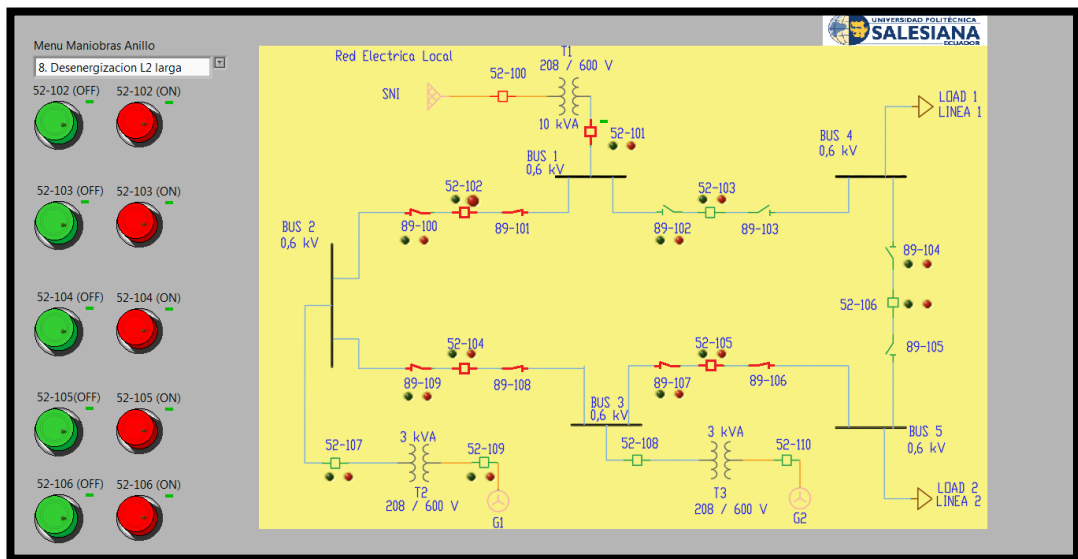 UNIVERSIDAD POLITÉCNICA
SALESIANA
ECUADOR
Menu Maniobras Anillo
8. Desenergizacion L2 larga
52-102 (OFF) 52-102 (ON)
52-103 (OFF) 52-103 (ON)
52-104 (OFF) 52-104 (ON)
52-105(OFF) 52-105 (ON)
52-106 (OFF) 52-106 (ON)
Red Electrica Local
T1
208 / 600 V
52-100
SNI
10 kVA
52-101
LOAD 1
LINEA 1
BUS 1
0,6 kV
BUS 4
0,6 kV
52-102
52-103
89-100
89-101
89-102
89-103
BUS 2
0,6 kV
89-104
52-106
89-105
52-104
52-105
89-109
89-108
89-107
89-106
BUS 3
0,6 kV
BUS 5
0,6 kV
52-107
3 kVA
52-109
52-108
3 kVA
52-110
T2
208 / 600 V
G1
T3
208 / 600 V
G2
LOAD 2
LINEA 2